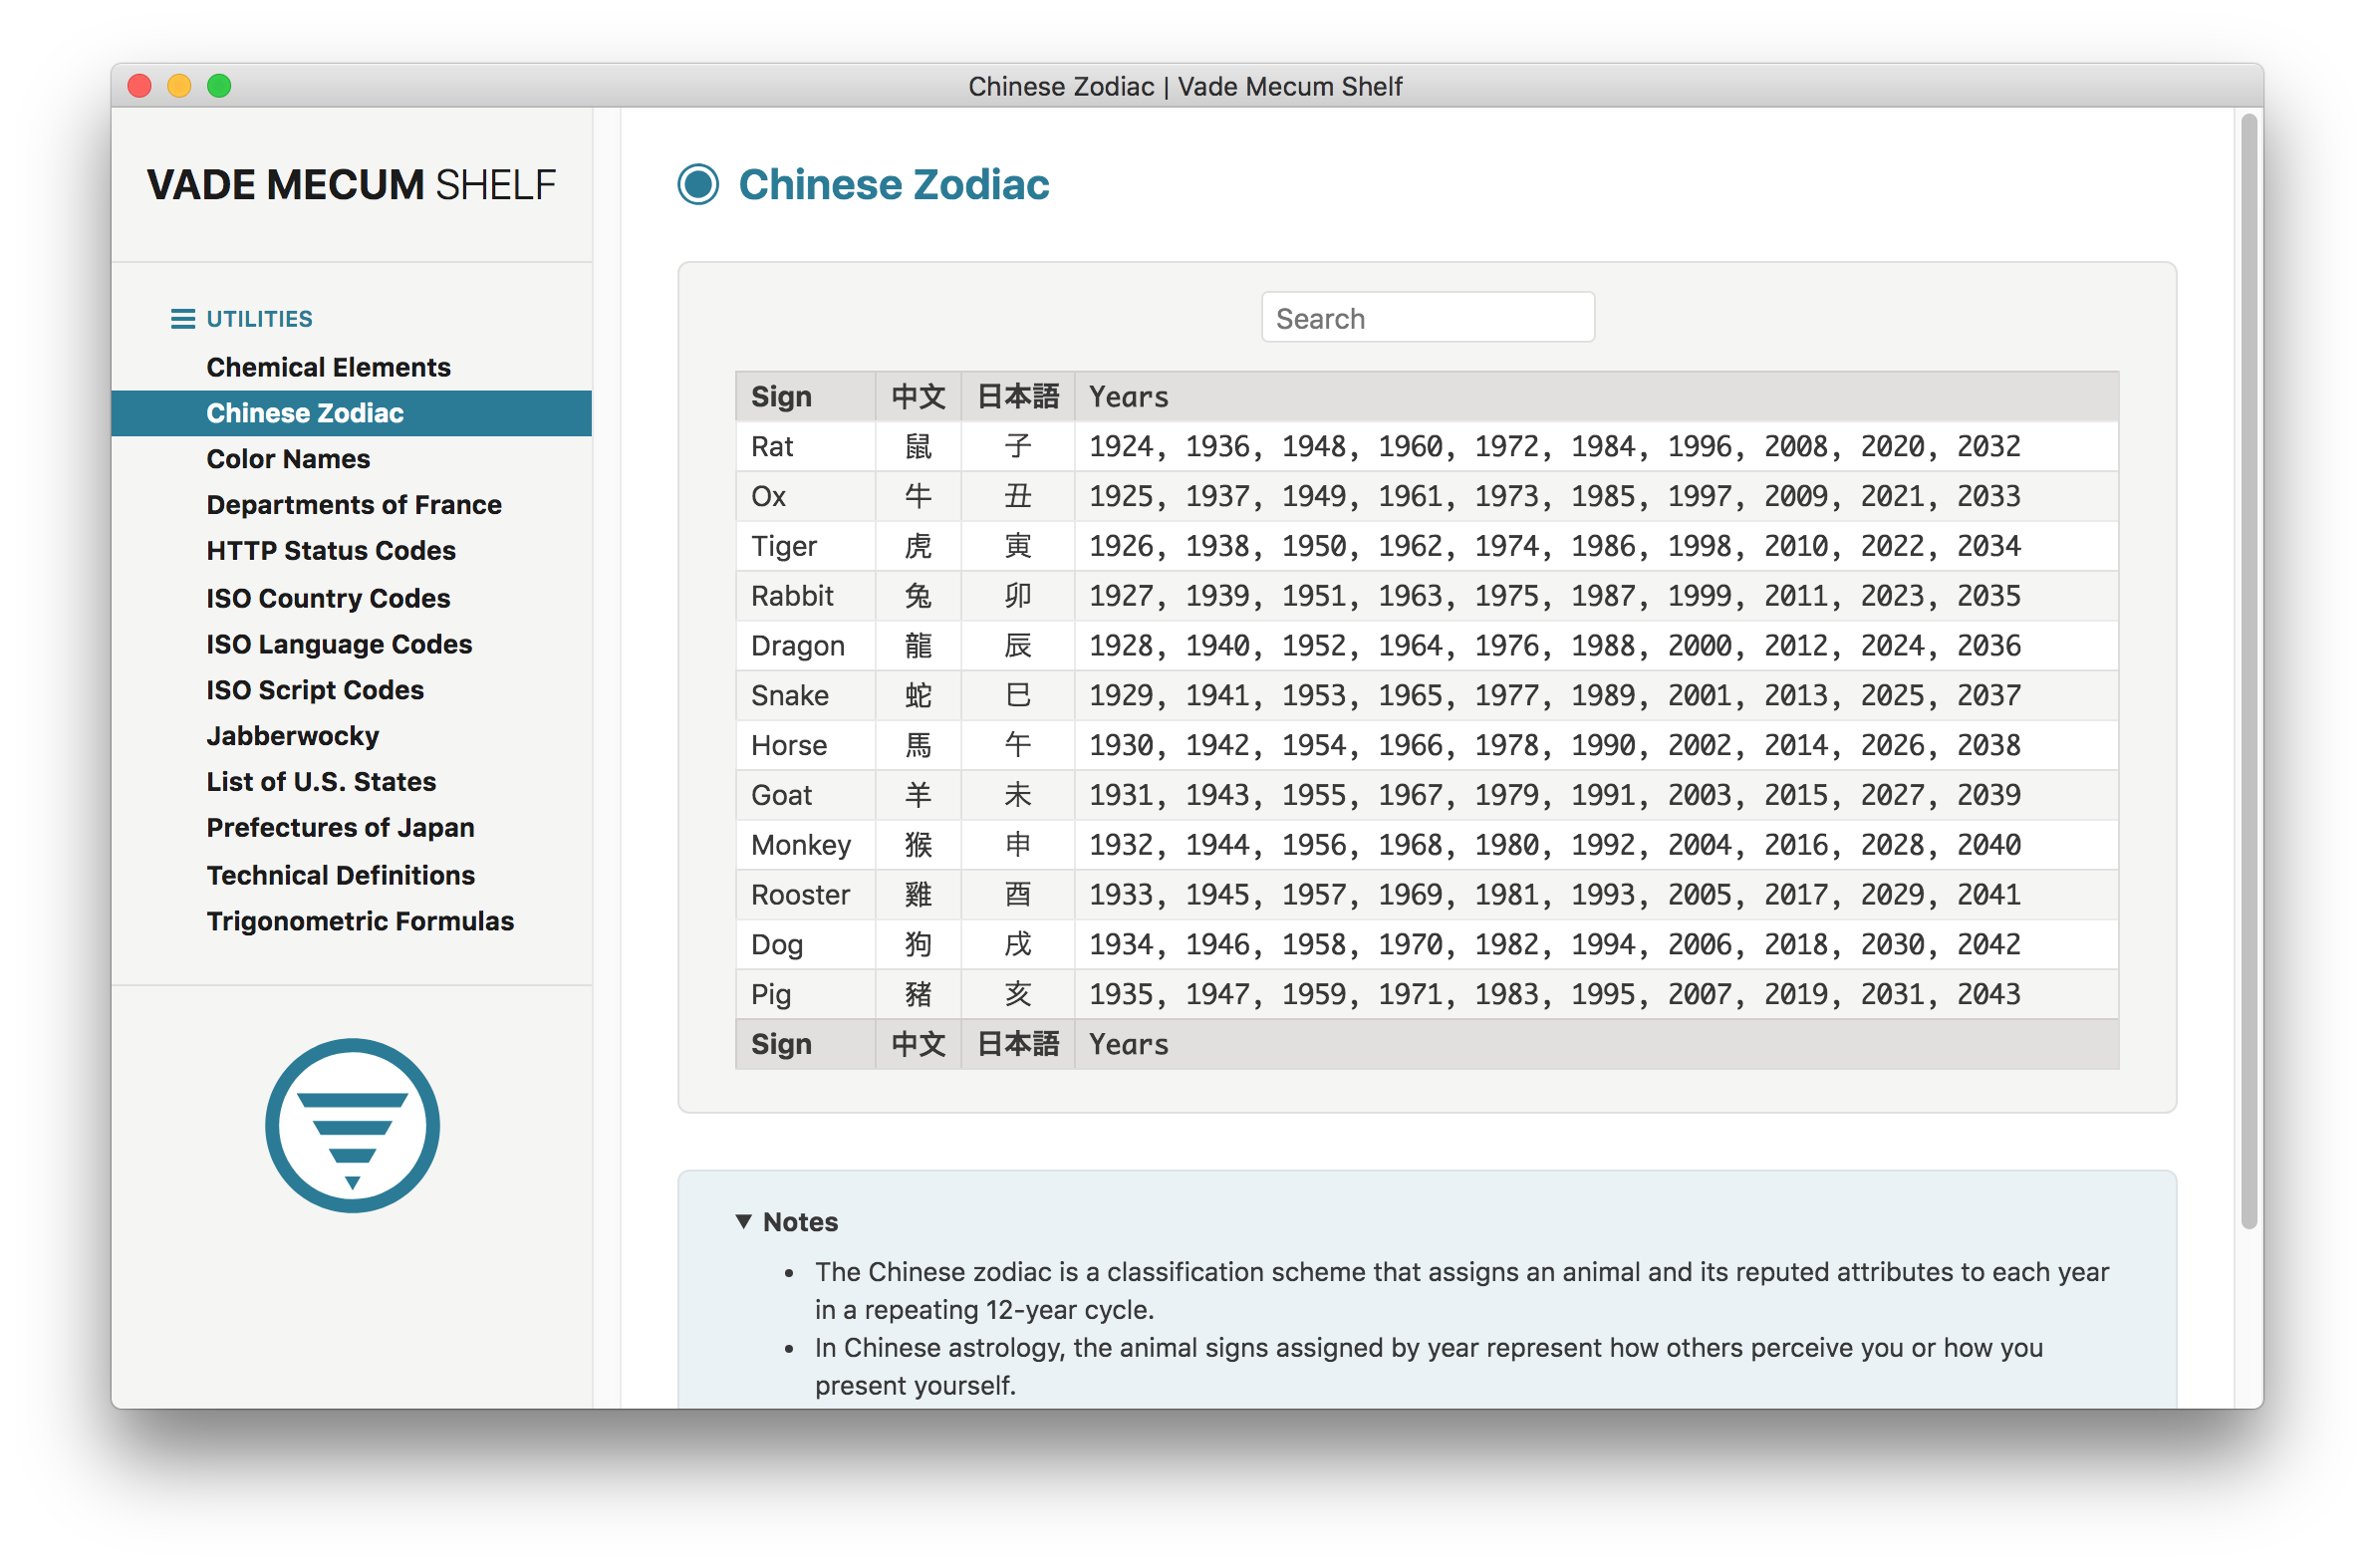 Chinese Zodiac | Vade Mecum Shelf
VADE MECUM SHELF
UTILITIES
Chemical Elements
Chinese Zodiac
Color Names
Departments of France
HTTP Status Codes
ISO Country Codes
ISO Language Codes
ISO Script Codes
Jabberwocky
List of U.S. States
Prefectures of Japan
Technical Definitions
Trigonometric Formulas
Chinese Zodiac
Search
Sign 中文 日本語 Years
Rat 鼠 子 1924, 1936, 1948, 1960, 1972, 1984, 1996, 2008, 2020, 2032
Ox 牛 丑 1925, 1937, 1949, 1961, 1973, 1985, 1997, 2009, 2021, 2033
Tiger 虎 寅 1926, 1938, 1950, 1962, 1974, 1986, 1998, 2010, 2022, 2034
Rabbit 兔 卯 1927, 1939, 1951, 1963, 1975, 1987, 1999, 2011, 2023, 2035
Dragon 龍 辰 1928, 1940, 1952, 1964, 1976, 1988, 2000, 2012, 2024, 2036
Snake 蛇 巳 1929, 1941, 1953, 1965, 1977, 1989, 2001, 2013, 2025, 2037
Horse 馬 午 1930, 1942, 1954, 1966, 1978, 1990, 2002, 2014, 2026, 2038
Goat 羊 未 1931, 1943, 1955, 1967, 1979, 1991, 2003, 2015, 2027, 2039
Monkey 猴 申 1932, 1944, 1956, 1968, 1980, 1992, 2004, 2016, 2028, 2040
Rooster 雞 酉 1933, 1945, 1957, 1969, 1981, 1993, 2005, 2017, 2029, 2041
Dog 狗 戌 1934, 1946, 1958, 1970, 1982, 1994, 2006, 2018, 2030, 2042
Pig 豬 亥 1935, 1947, 1959, 1971, 1983, 1995, 2007, 2019, 2031, 2043
Sign 中文 日本語 Years
▼ Notes
• The Chinese zodiac is a classification scheme that assigns an animal and its reputed attributes to each year
in a repeating 12-year cycle.
• In Chinese astrology, the animal signs assigned by year represent how others perceive you or how you
present yourself.